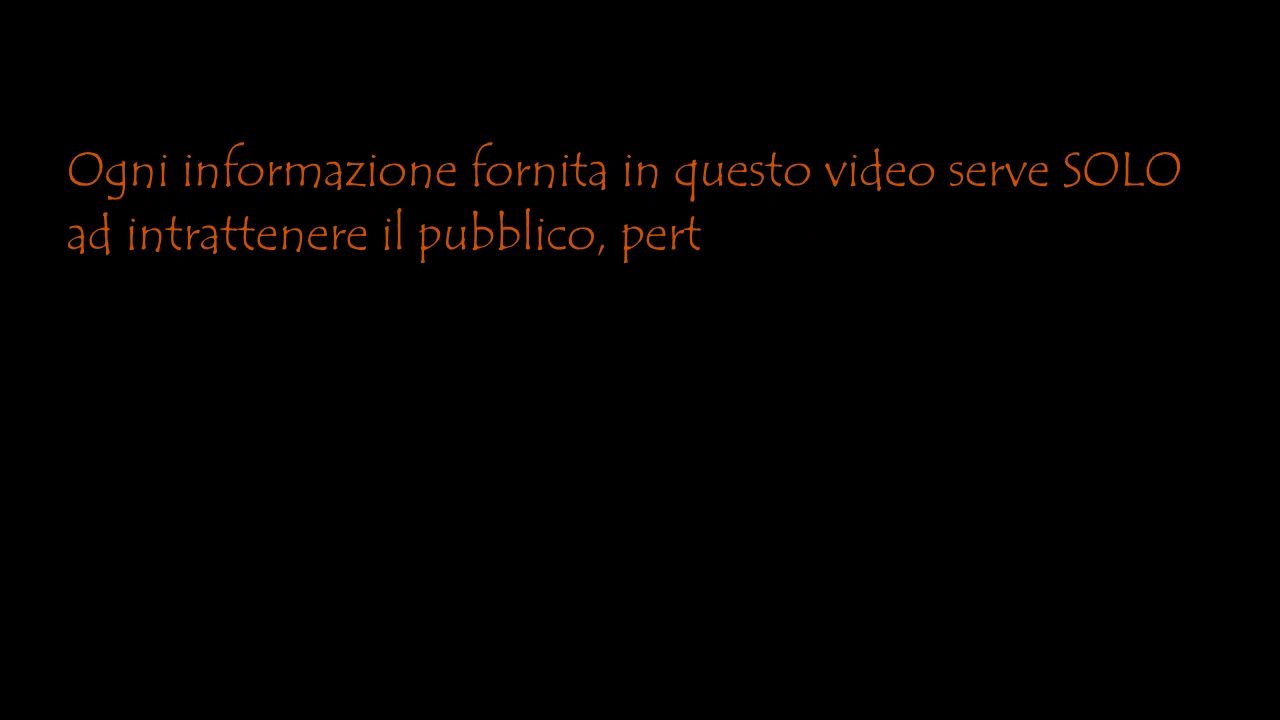 Ogni informazione fornita in questo video serve SOLO
ad intrattenere il pubblico, pert